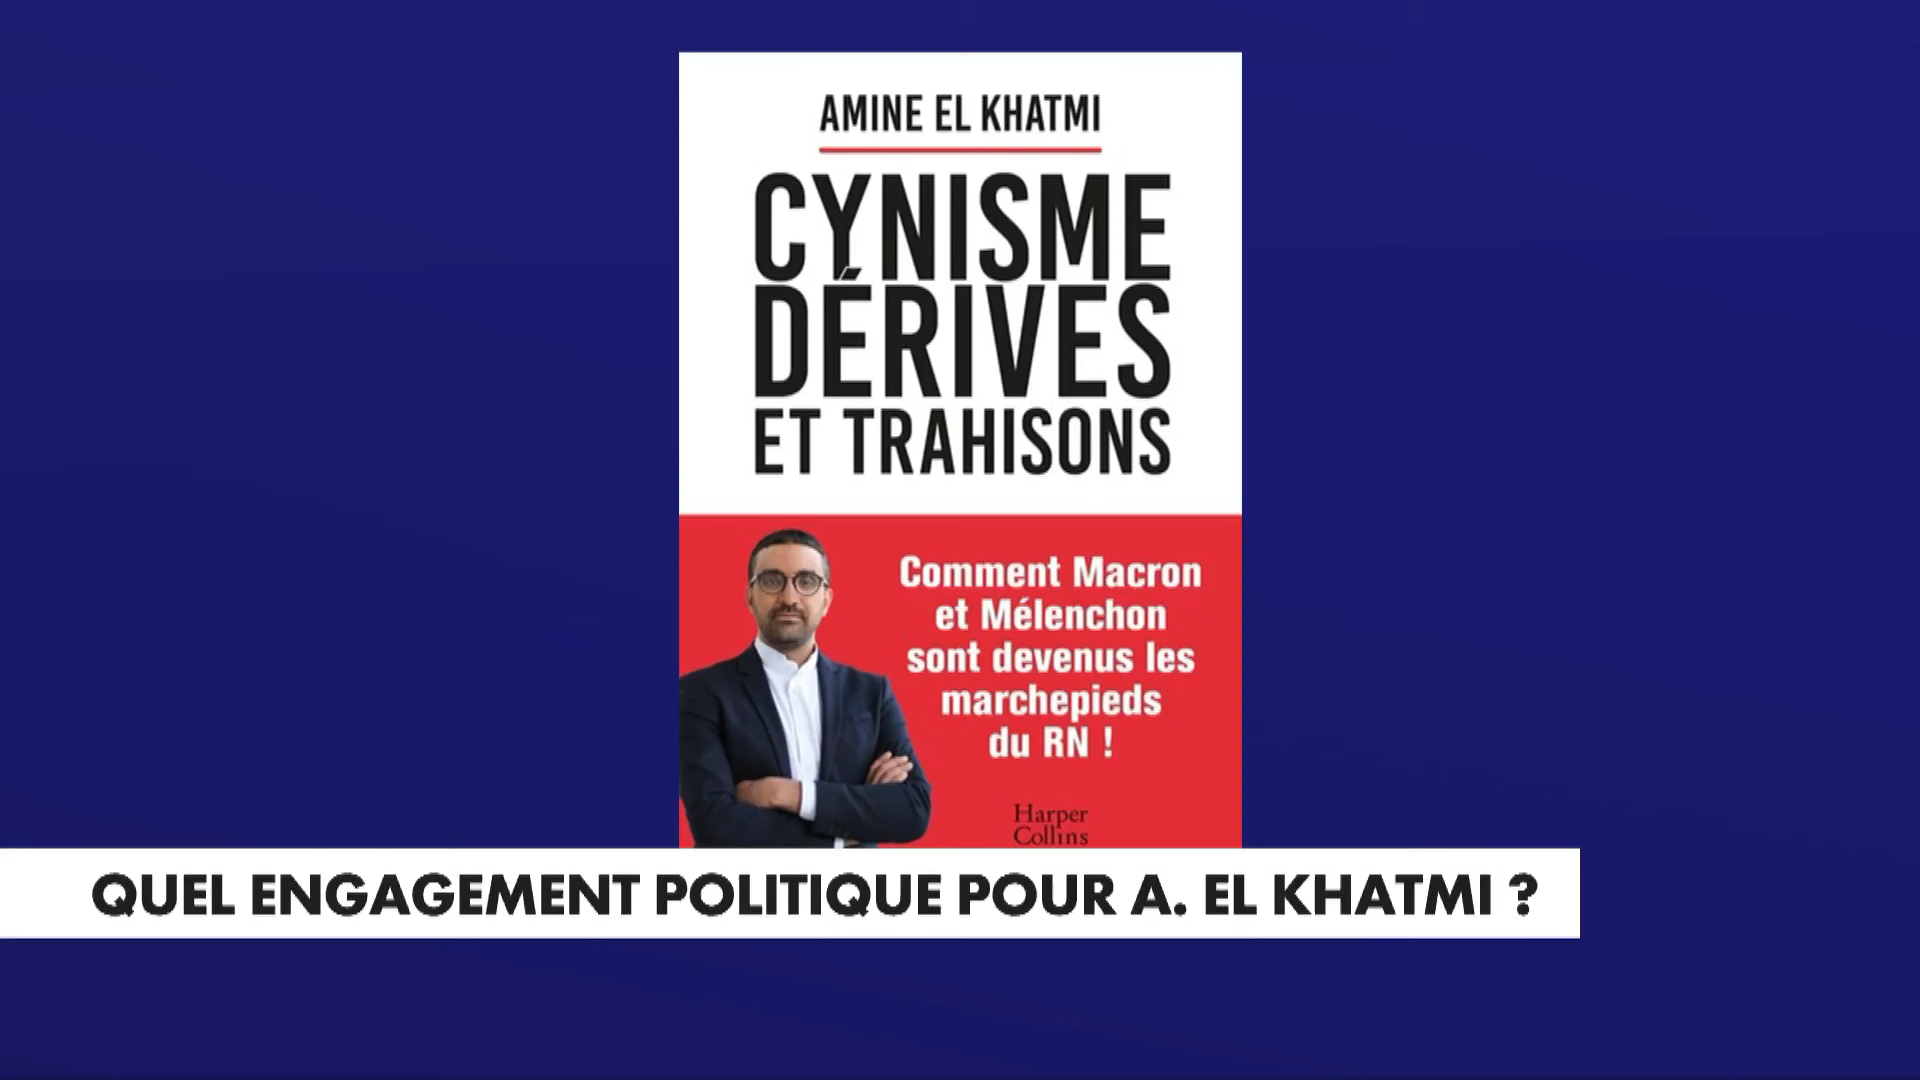 AMINE EL KHATMI
CYNISME
DÉRIVES
ET TRAHISONS
Comment Macron
et Mélenchon
sont devenus les
marchepieds
du RN !
Harper
Collins
QUEL ENGAGEMENT POLITIQUE POUR A. EL KHATMI ?